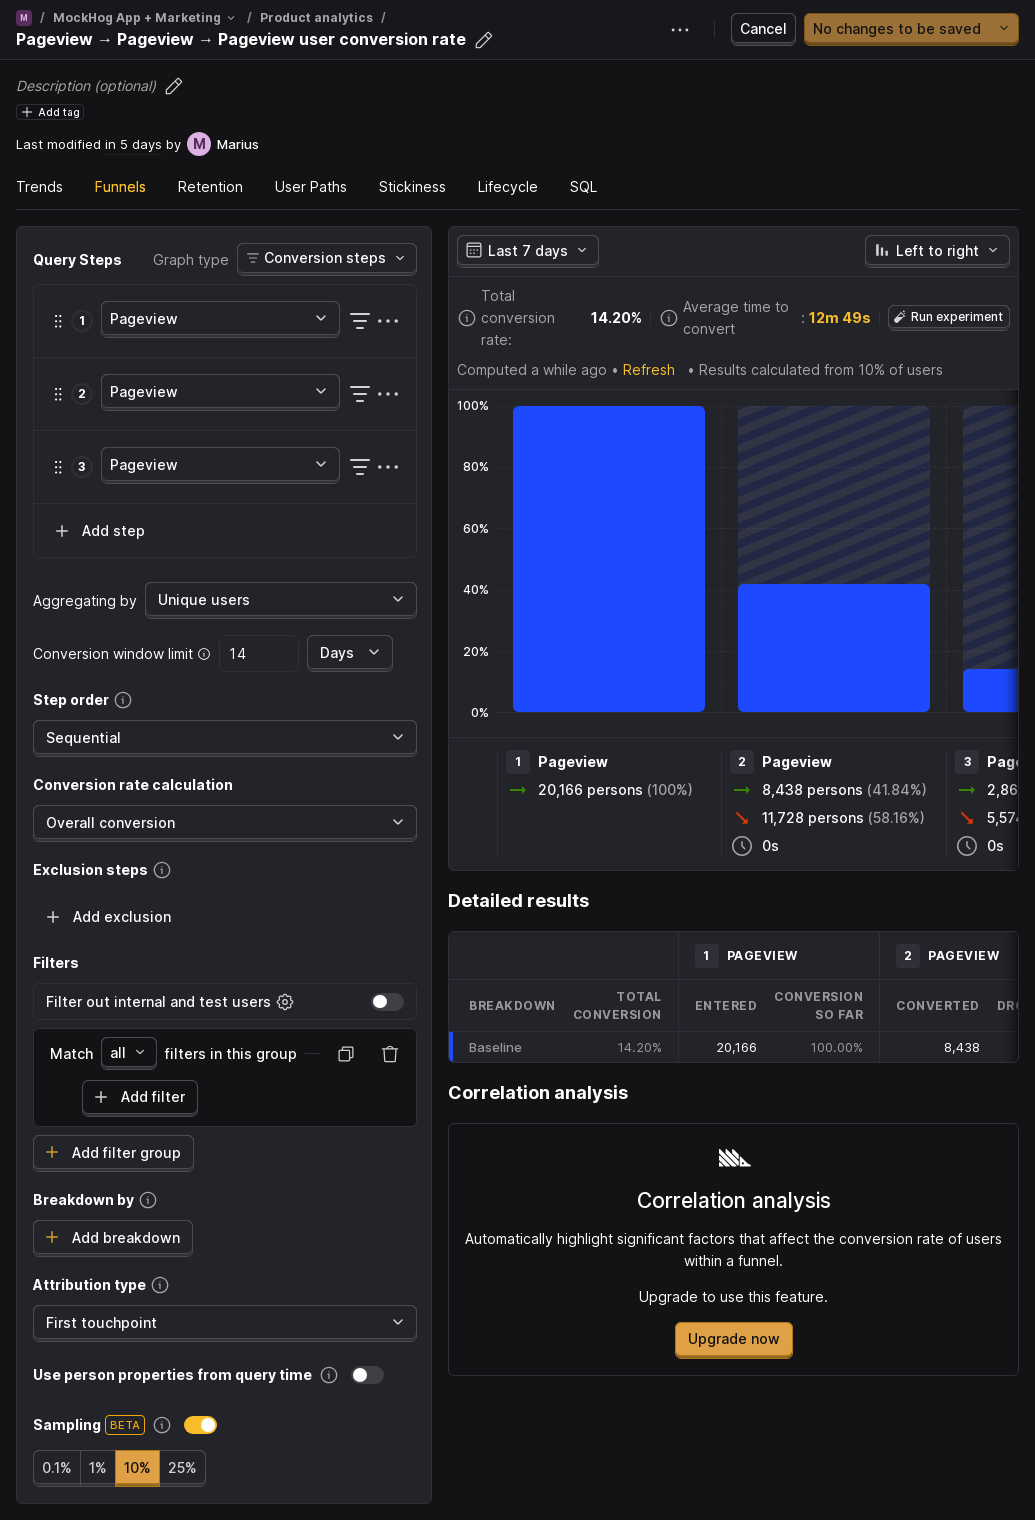 M / MockHog App + Marketing / Product analytics /
Pageview → Pageview → Pageview user conversion rate
Cancel
No changes to be saved
Description (optional)
Add tag
Last modified in 5 days by M Marius
Trends Funnels Retention User Paths Stickiness Lifecycle SQL
Query Steps Graph type Conversion steps
1 Pageview
2 Pageview
3 Pageview
Add step
Aggregating by Unique users
Conversion window limit 14 Days
Step order
Sequential
Conversion rate calculation
Overall conversion
Exclusion steps
Add exclusion
Filters
Filter out internal and test users
Match all filters in this group
Add filter
Add filter group
Breakdown by
Add breakdown
Attribution type
First touchpoint
Use person properties from query time
Sampling BETA
0.1% 1% 10% 25%
Last 7 days Left to right
Total
conversion
rate:
14.20%
Average time to
convert
: 12m 49s
Run experiment
Computed a while ago • Refresh • Results calculated from 10% of users
100%
80%
60%
40%
20%
0%
1 Pageview
20,166 persons (100%)
2 Pageview
8,438 persons (41.84%)
11,728 persons (58.16%)
0s
3
2,86
5,574
0s
Detailed results
1 PAGEVIEW 2 PAGEVIEW
BREAKDOWN
TOTAL
CONVERSION
ENTERED
CONVERSION
SO FAR
CONVERTED
Baseline 14.20% 20,166 100.00% 8,438
Correlation analysis
Correlation analysis
Automatically highlight significant factors that affect the conversion rate of users
within a funnel.
Upgrade to use this feature.
Upgrade now